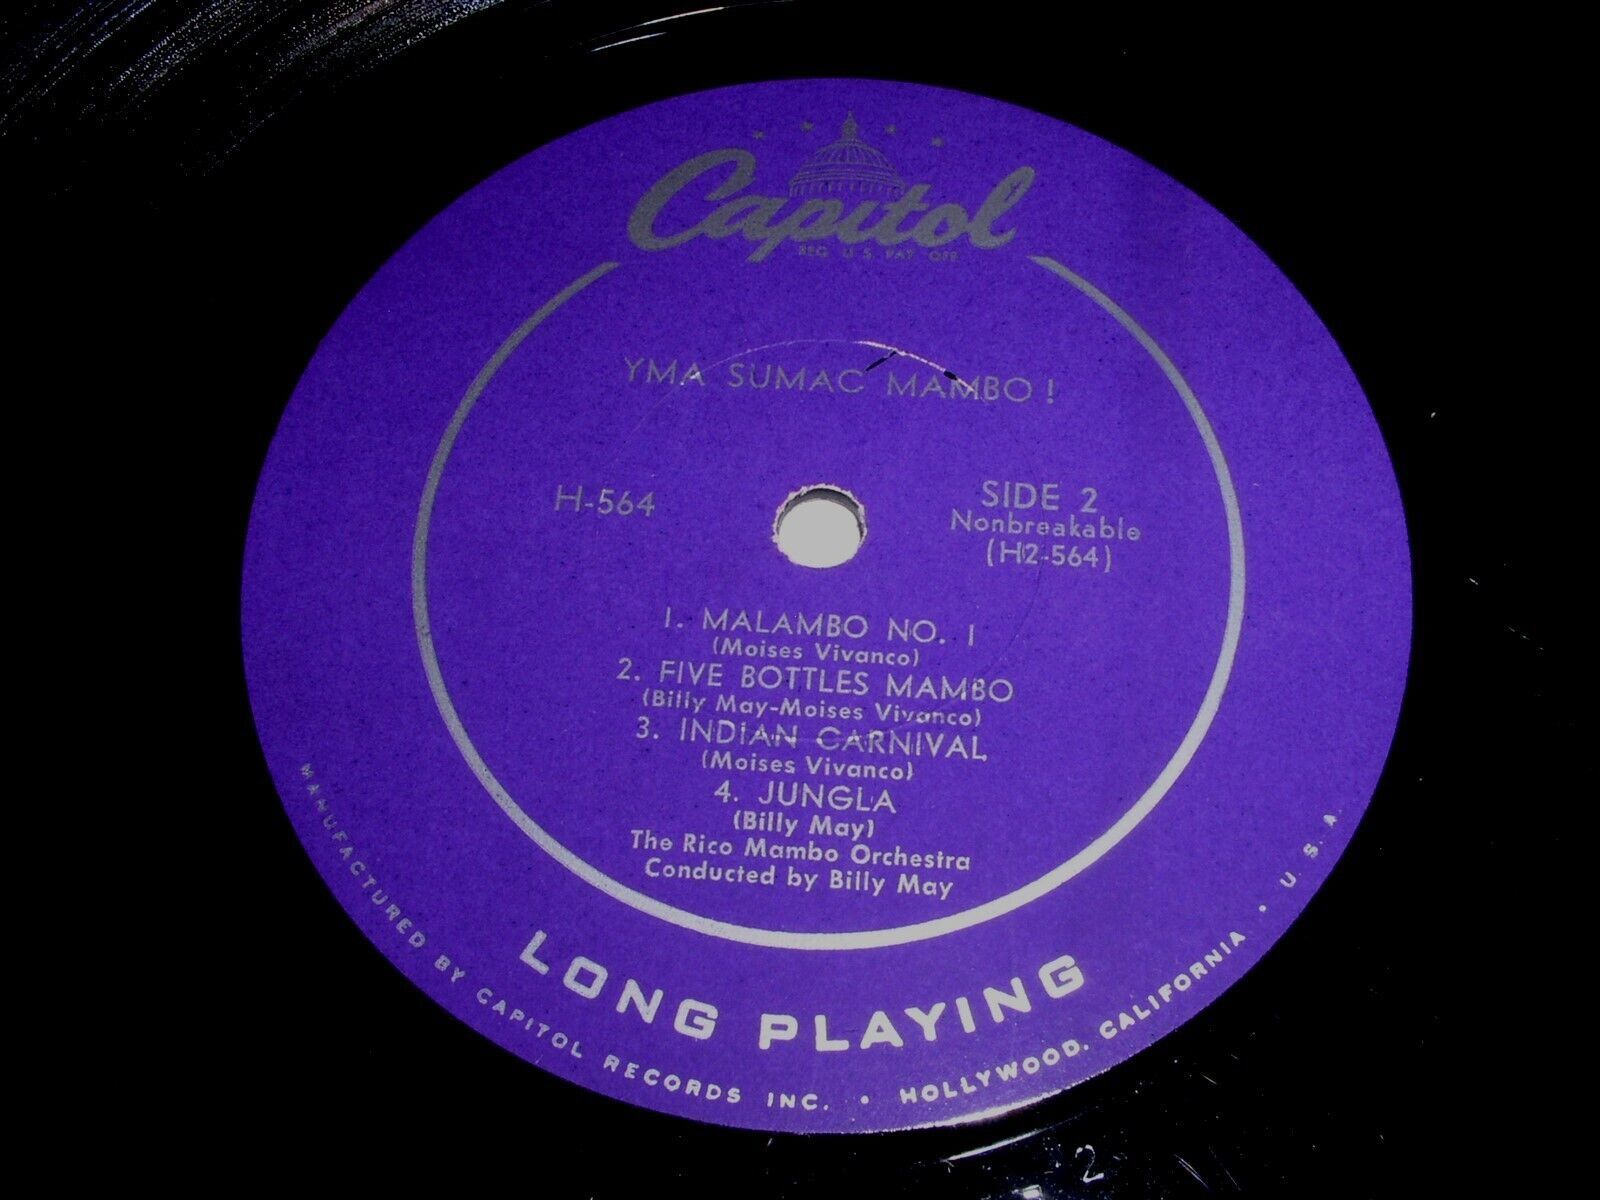 Capitol
REG. U.S. PAT. OFF.
YMA SUMAC MAMBO!
H-564
SIDE 2
Nonbreakable
(H2-564)
1. MALAMBO NO. 1
(Moises Vivanco)
2. FIVE BOTTLES MAMBO
(Billy May-Moises Vivanco)
3. INDIAN CARNIVAL
(Moises Vivanco)
4. JUNGLA
(Billy May)
The Rico Mambo Orchestra
Conducted by Billy May
LONG PLAYING
MANUFACTURED BY CAPITOL RECORDS INC. • HOLLYWOOD, CALIFORNIA • U.S.A.
2